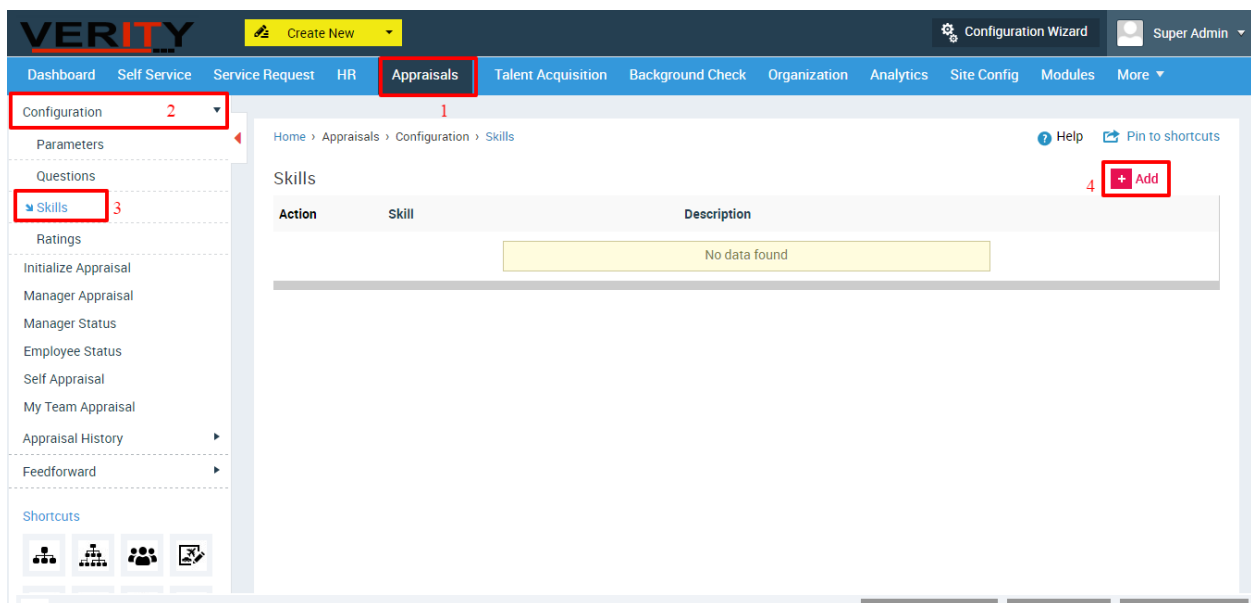 VERITY
Create New
Configuration Wizard
Super Admin
Dashboard Self Service Service Request HR Appraisals Talent Acquisition Background Check Organization Analytics Site Config Modules More
1
Configuration 2
Parameters
Questions
Skills 3
Ratings
Initialize Appraisal
Manager Appraisal
Manager Status
Employee Status
Self Appraisal
My Team Appraisal
Appraisal History
Feedforward
Shortcuts
Home › Appraisals › Configuration › Skills
? Help Pin to shortcuts
Skills
4 + Add
Action Skill Description
No data found